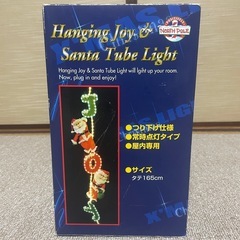 Hanging Joy &
Santa Tube Light
NORTH POLE
Hanging Joy & Santa Tube Light will light up your room.
Now, plug in and enjoy!
JOY
●つり下げ仕様
●常時点灯タイプ
●屋内専用
●サイズ
タテ165cm